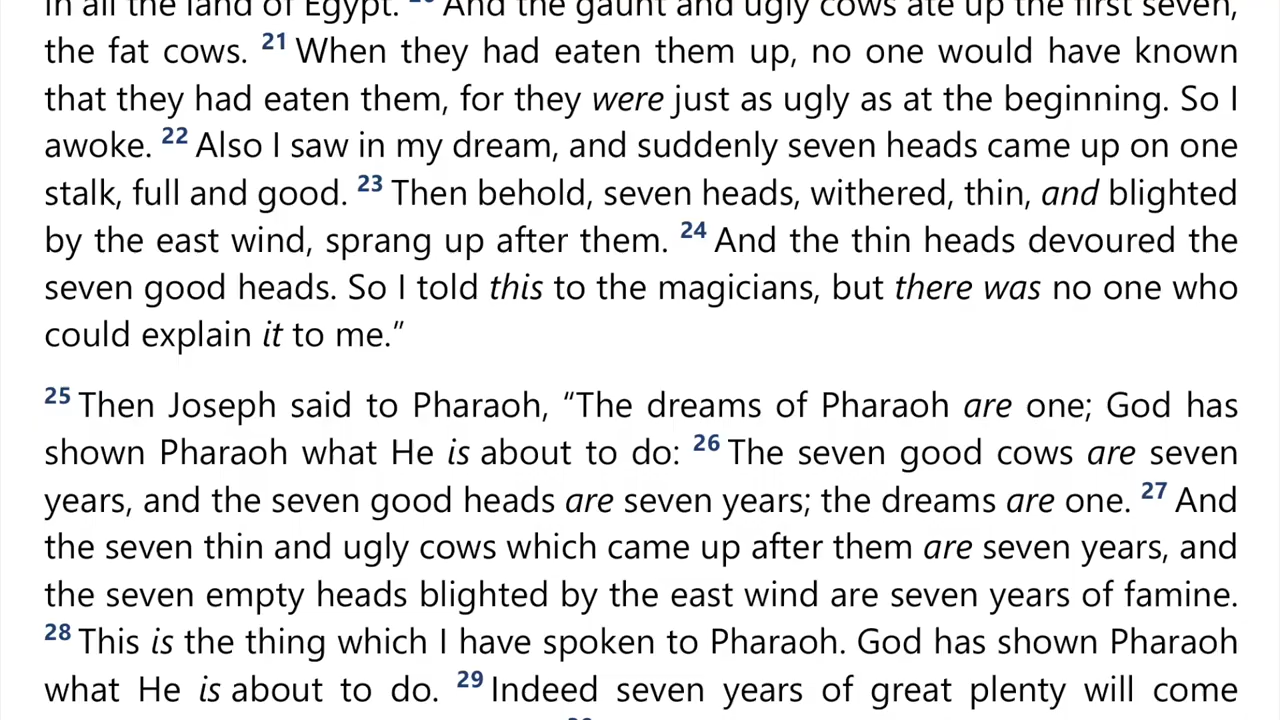 in all the land of Egypt. 20 And the gaunt and ugly cows ate up the first seven,
the fat cows. 21 When they had eaten them up, no one would have known
that they had eaten them, for they were just as ugly as at the beginning. So I
awoke. 22 Also I saw in my dream, and suddenly seven heads came up on one
stalk, full and good. 23 Then behold, seven heads, withered, thin, and blighted
by the east wind, sprang up after them. 24 And the thin heads devoured the
seven good heads. So I told this to the magicians, but there was no one who
could explain it to me.”
25 Then Joseph said to Pharaoh, “The dreams of Pharaoh are one; God has
shown Pharaoh what He is about to do: 26 The seven good cows are seven
years, and the seven good heads are seven years; the dreams are one. 27 And
the seven thin and ugly cows which came up after them are seven years, and
the seven empty heads blighted by the east wind are seven years of famine.
28 This is the thing which I have spoken to Pharaoh. God has shown Pharaoh
what He is about to do. 29 Indeed seven years of great plenty will come